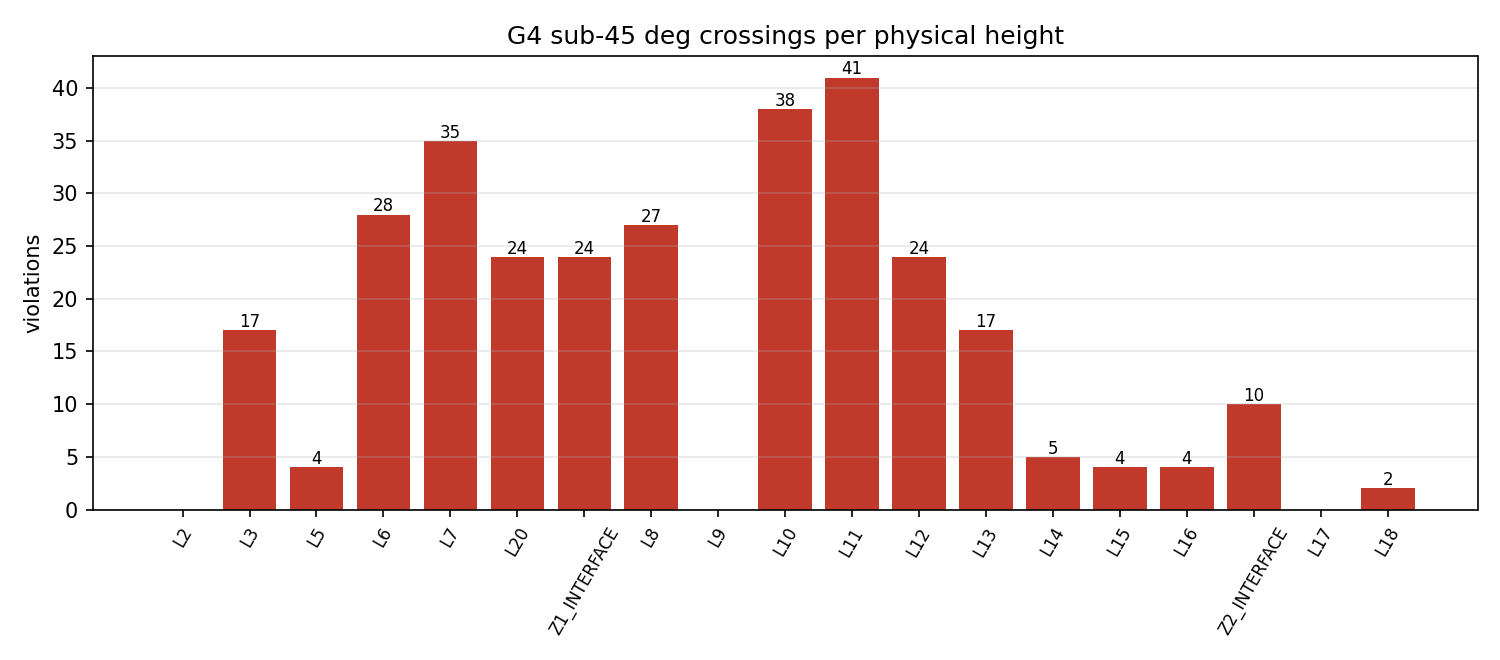 G4 sub-45 deg crossings per physical height
violations
40
35
30
25
20
15
10
5
0
17
4
28
35
24
24
27
38
41
24
17
5
4
4
10
2
L2
L3
L5
L6
L7
L20
Z1_INTERFACE
L8
L9
L10
L11
L12
L13
L14
L15
L16
Z2_INTERFACE
L17
L18